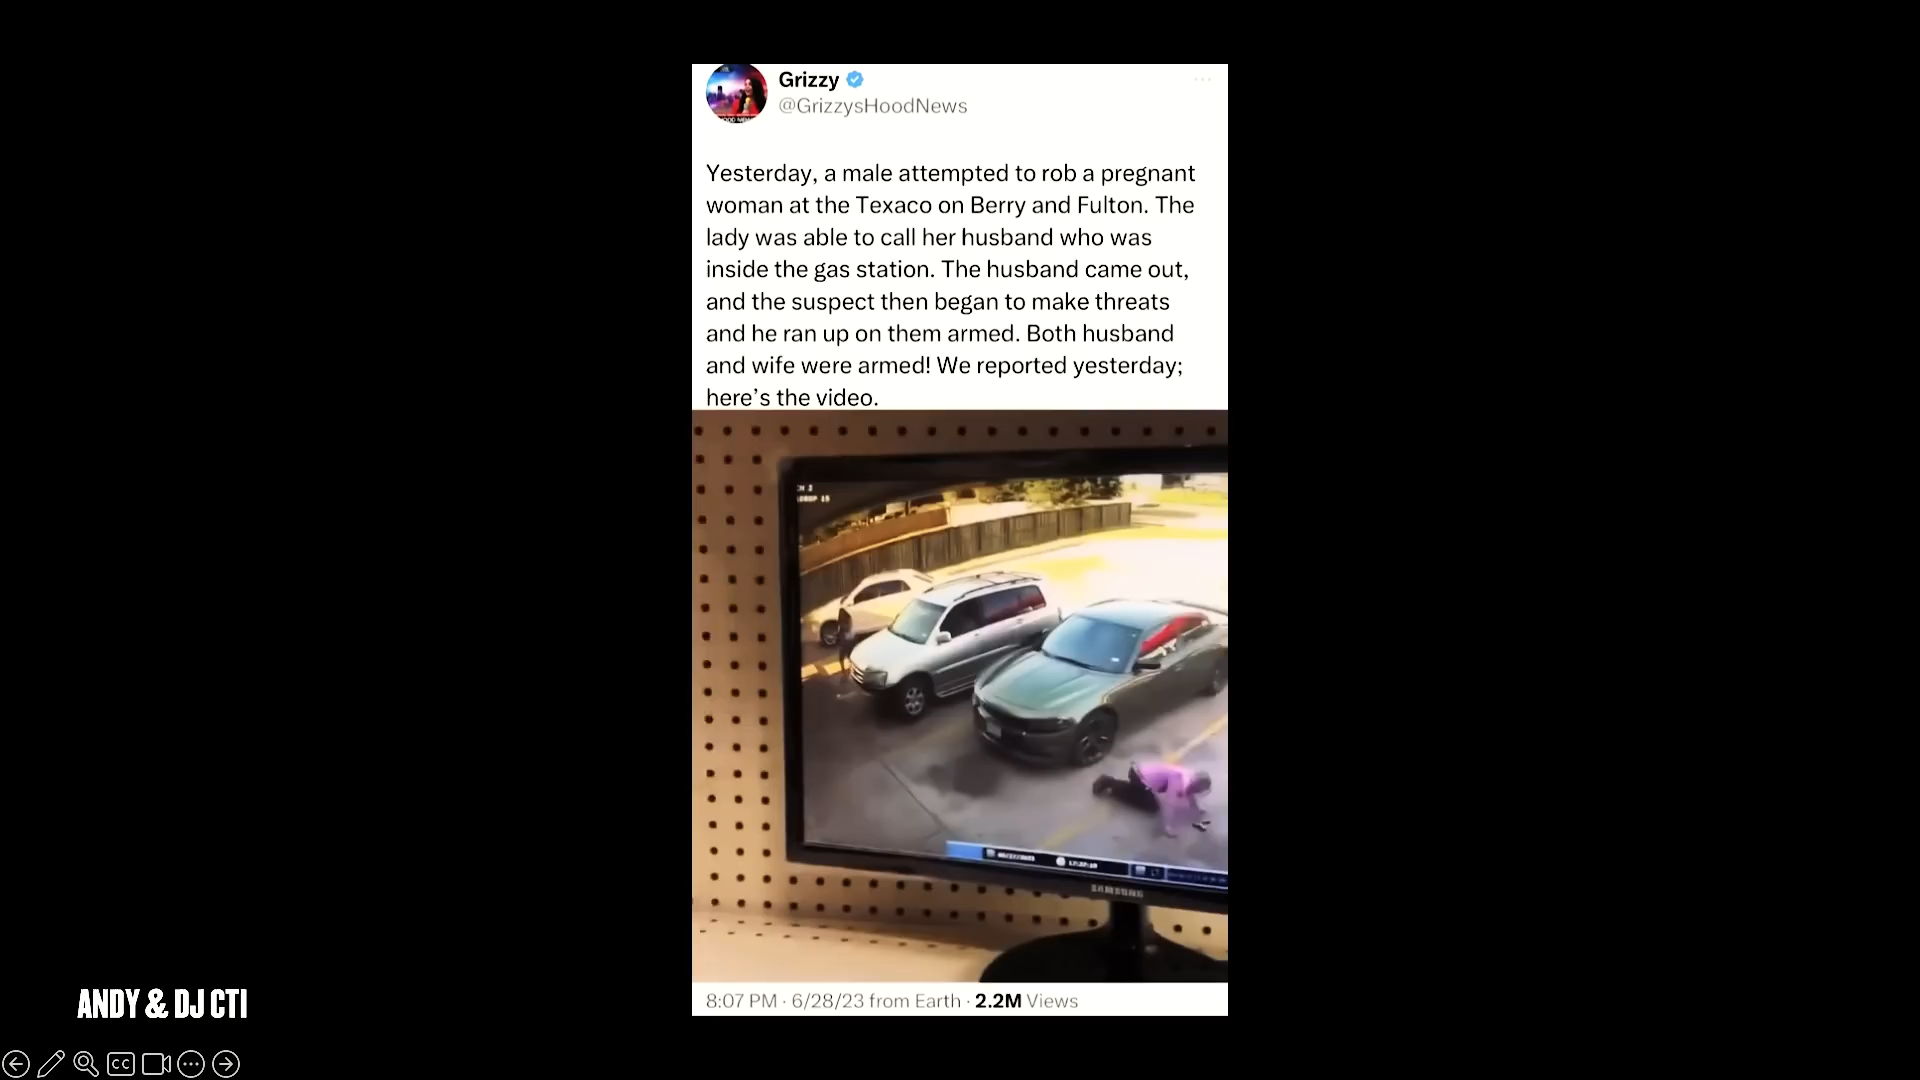 Grizzy
@GrizzysHoodNews
Yesterday, a male attempted to rob a pregnant
woman at the Texaco on Berry and Fulton. The
lady was able to call her husband who was
inside the gas station. The husband came out,
and the suspect then began to make threats
and he ran up on them armed. Both husband
and wife were armed! We reported yesterday;
here’s the video.
SAMSUNG
8:07 PM · 6/28/23 from Earth · 2.2M Views
ANDY & DJ CTI
CC